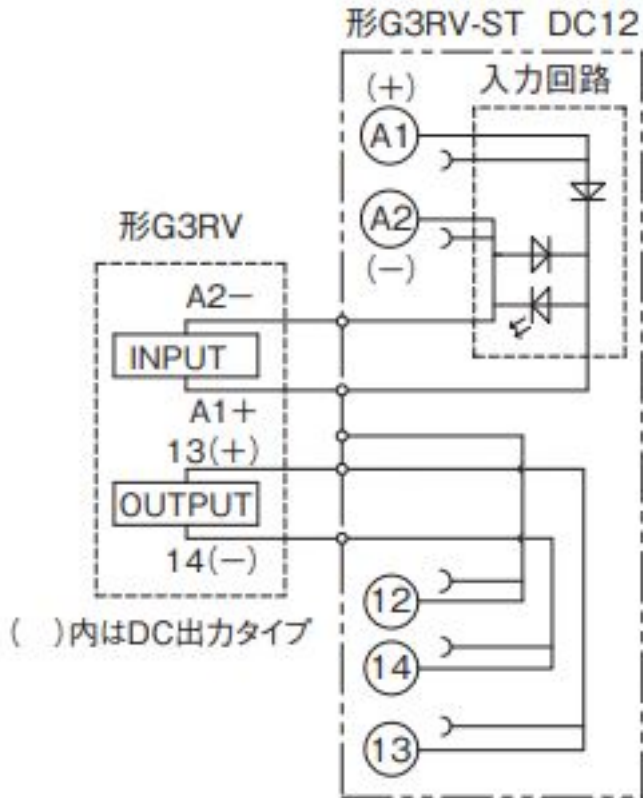 形G3RV-ST DC12
(+)
入力回路
A1
A2
(-)
形G3RV
A2-
INPUT
A1+
13(+)
OUTPUT
14(-)
12
14
13
( )内はDC出力タイプ